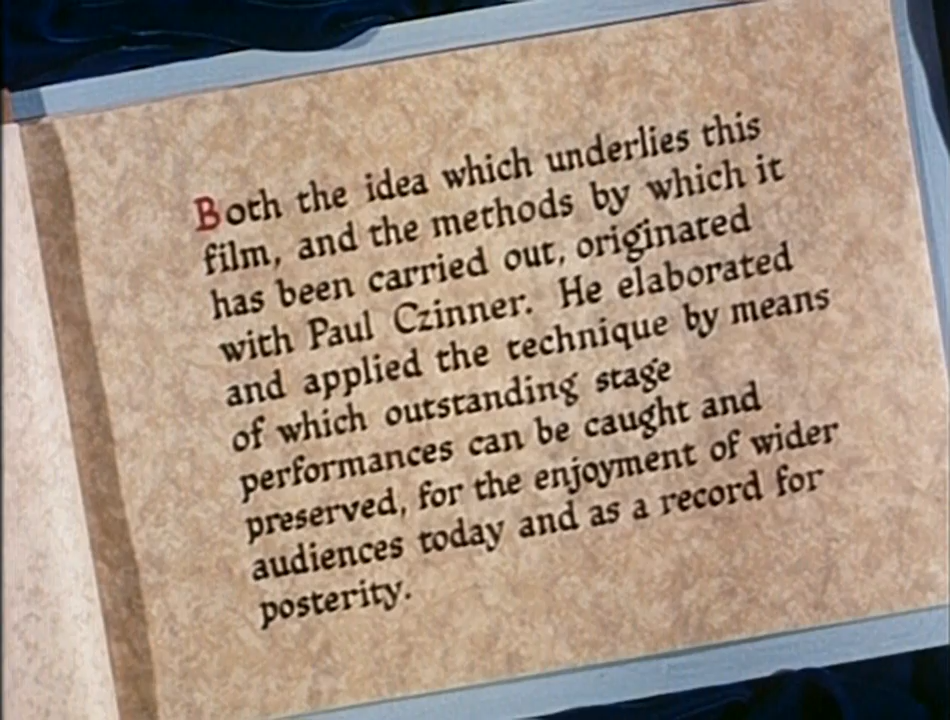 Both the idea which underlies this
film, and the methods by which it
has been carried out, originated
with Paul Czinner. He elaborated
and applied the technique by means
of which outstanding stage
performances can be caught and
preserved, for the enjoyment of wider
audiences today and as a record for
posterity.